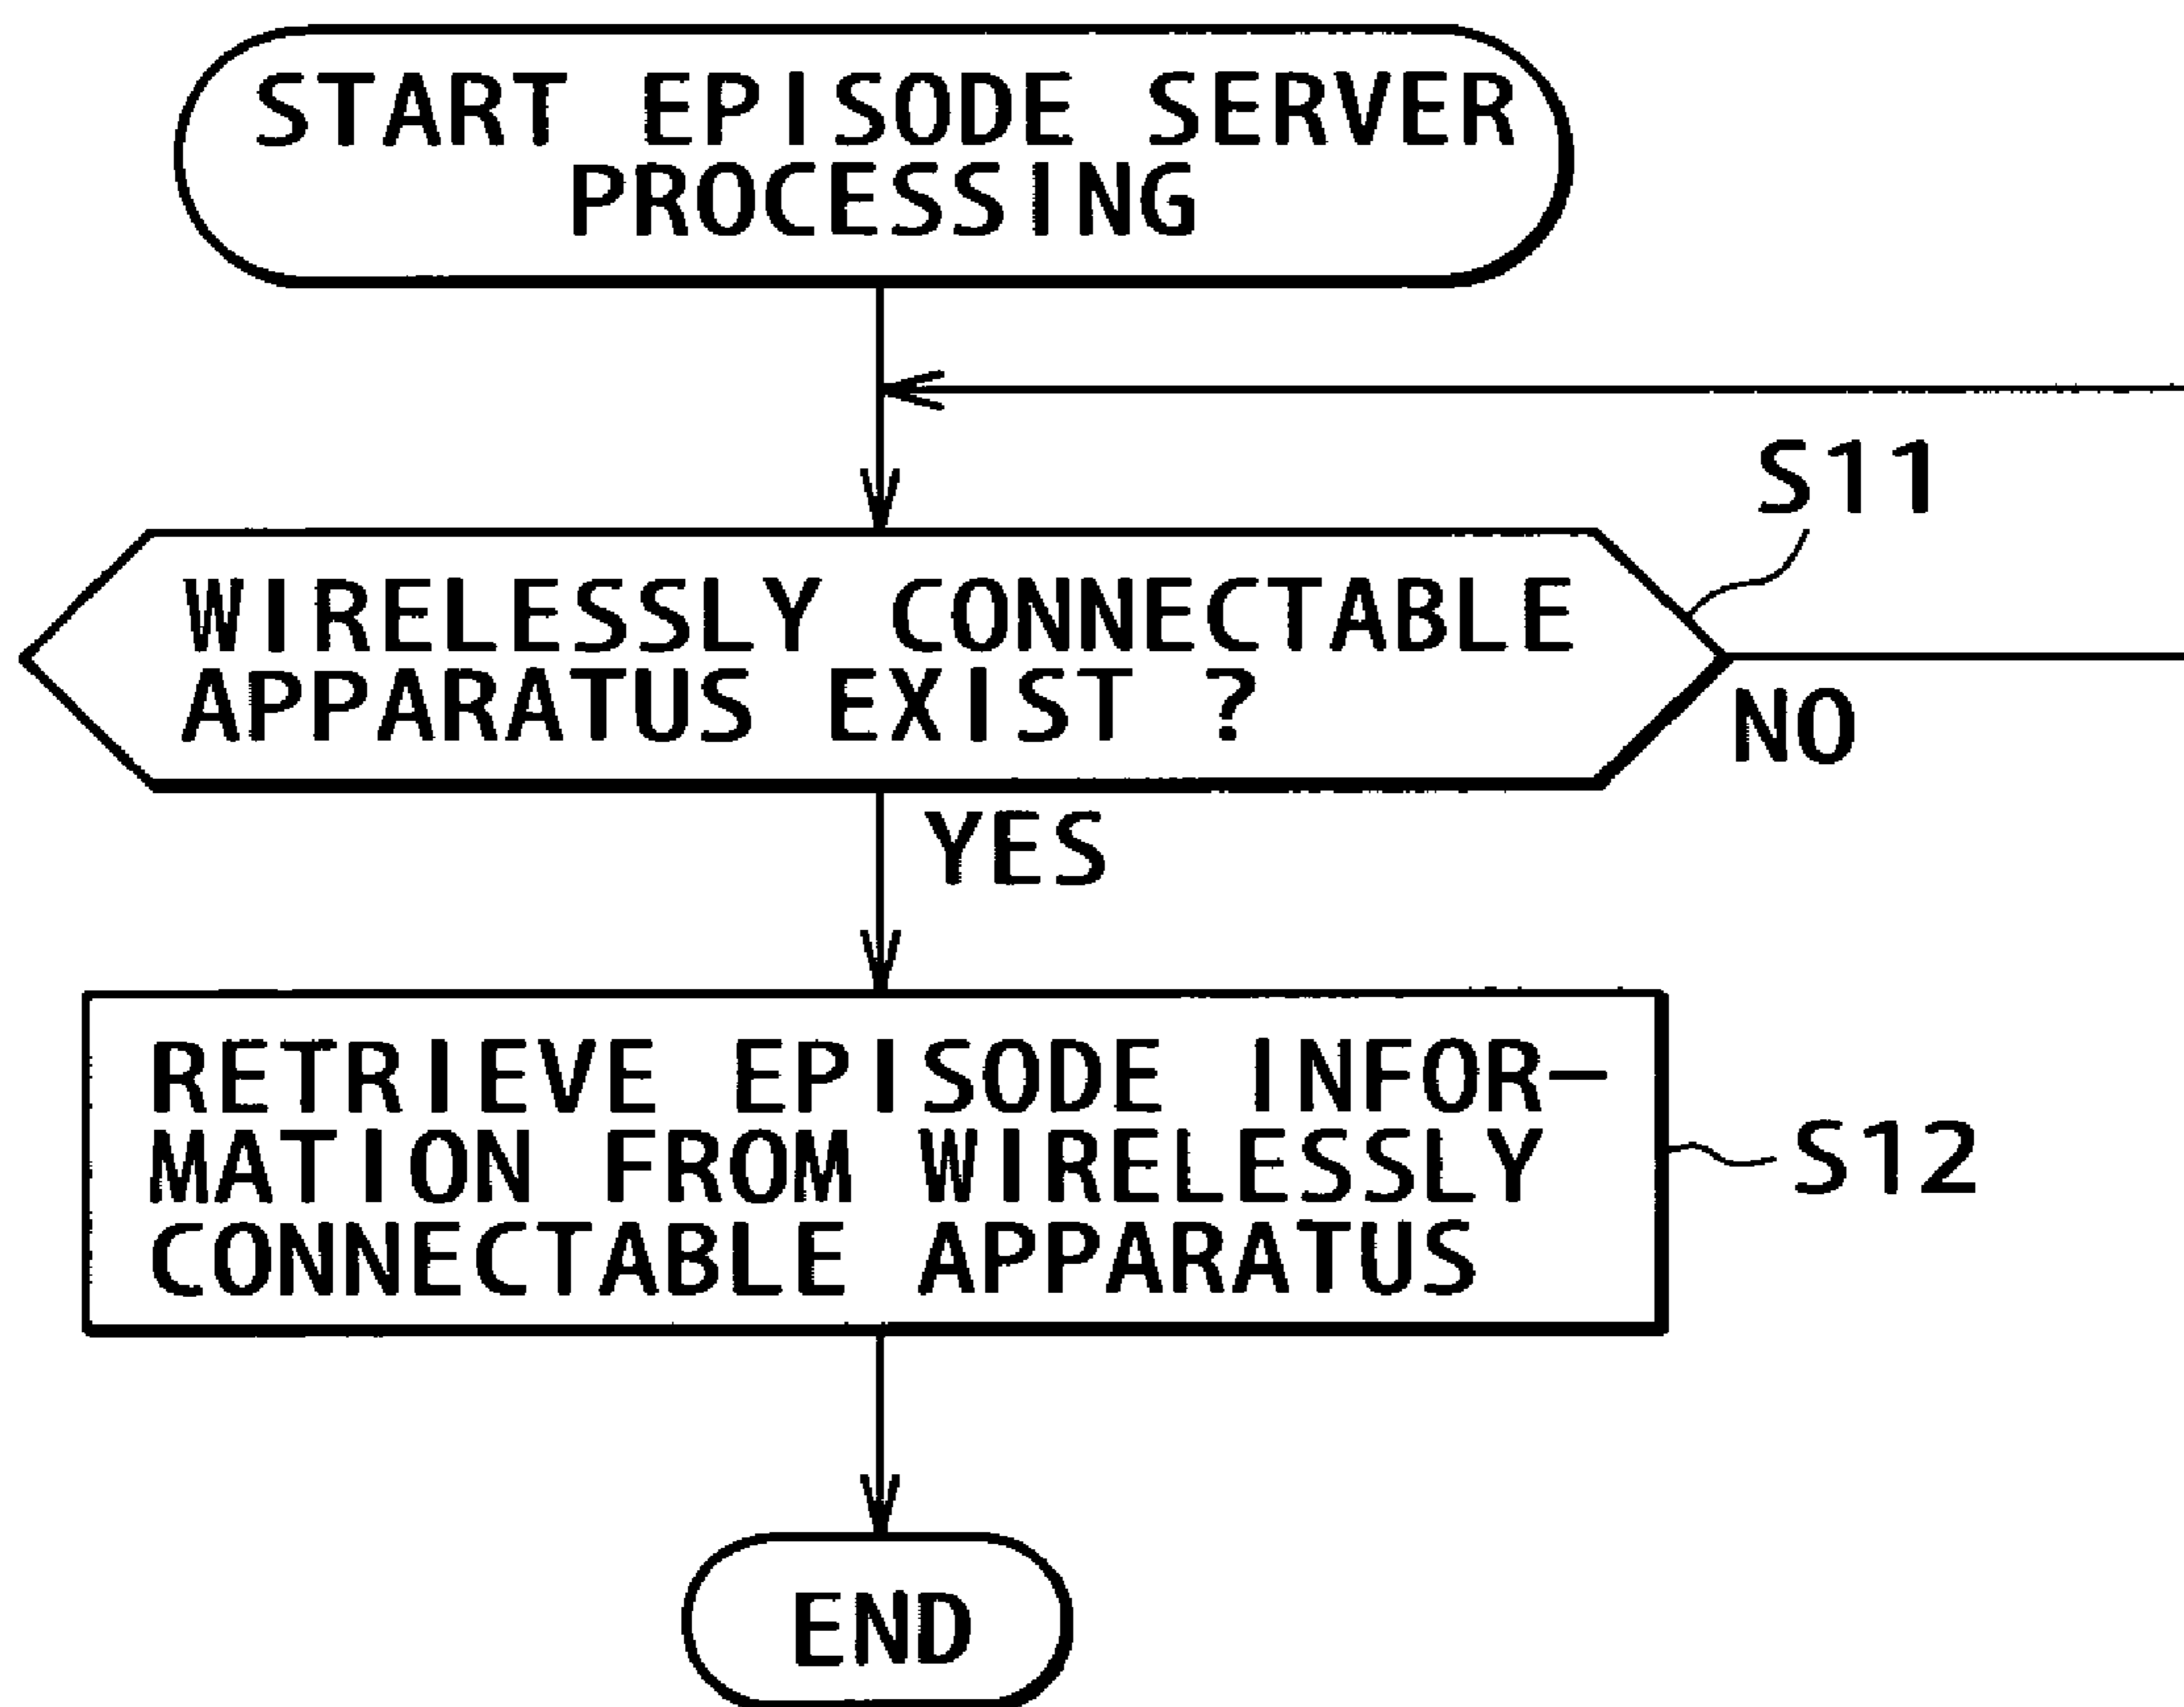 START EPISODE SERVER
PROCESSING
S11
WIRELESSLY CONNECTABLE
APPARATUS EXIST ?
NO
YES
RETRIEVE EPISODE INFOR-
MATION FROM WIRELESSLY
CONNECTABLE APPARATUS
S12
END